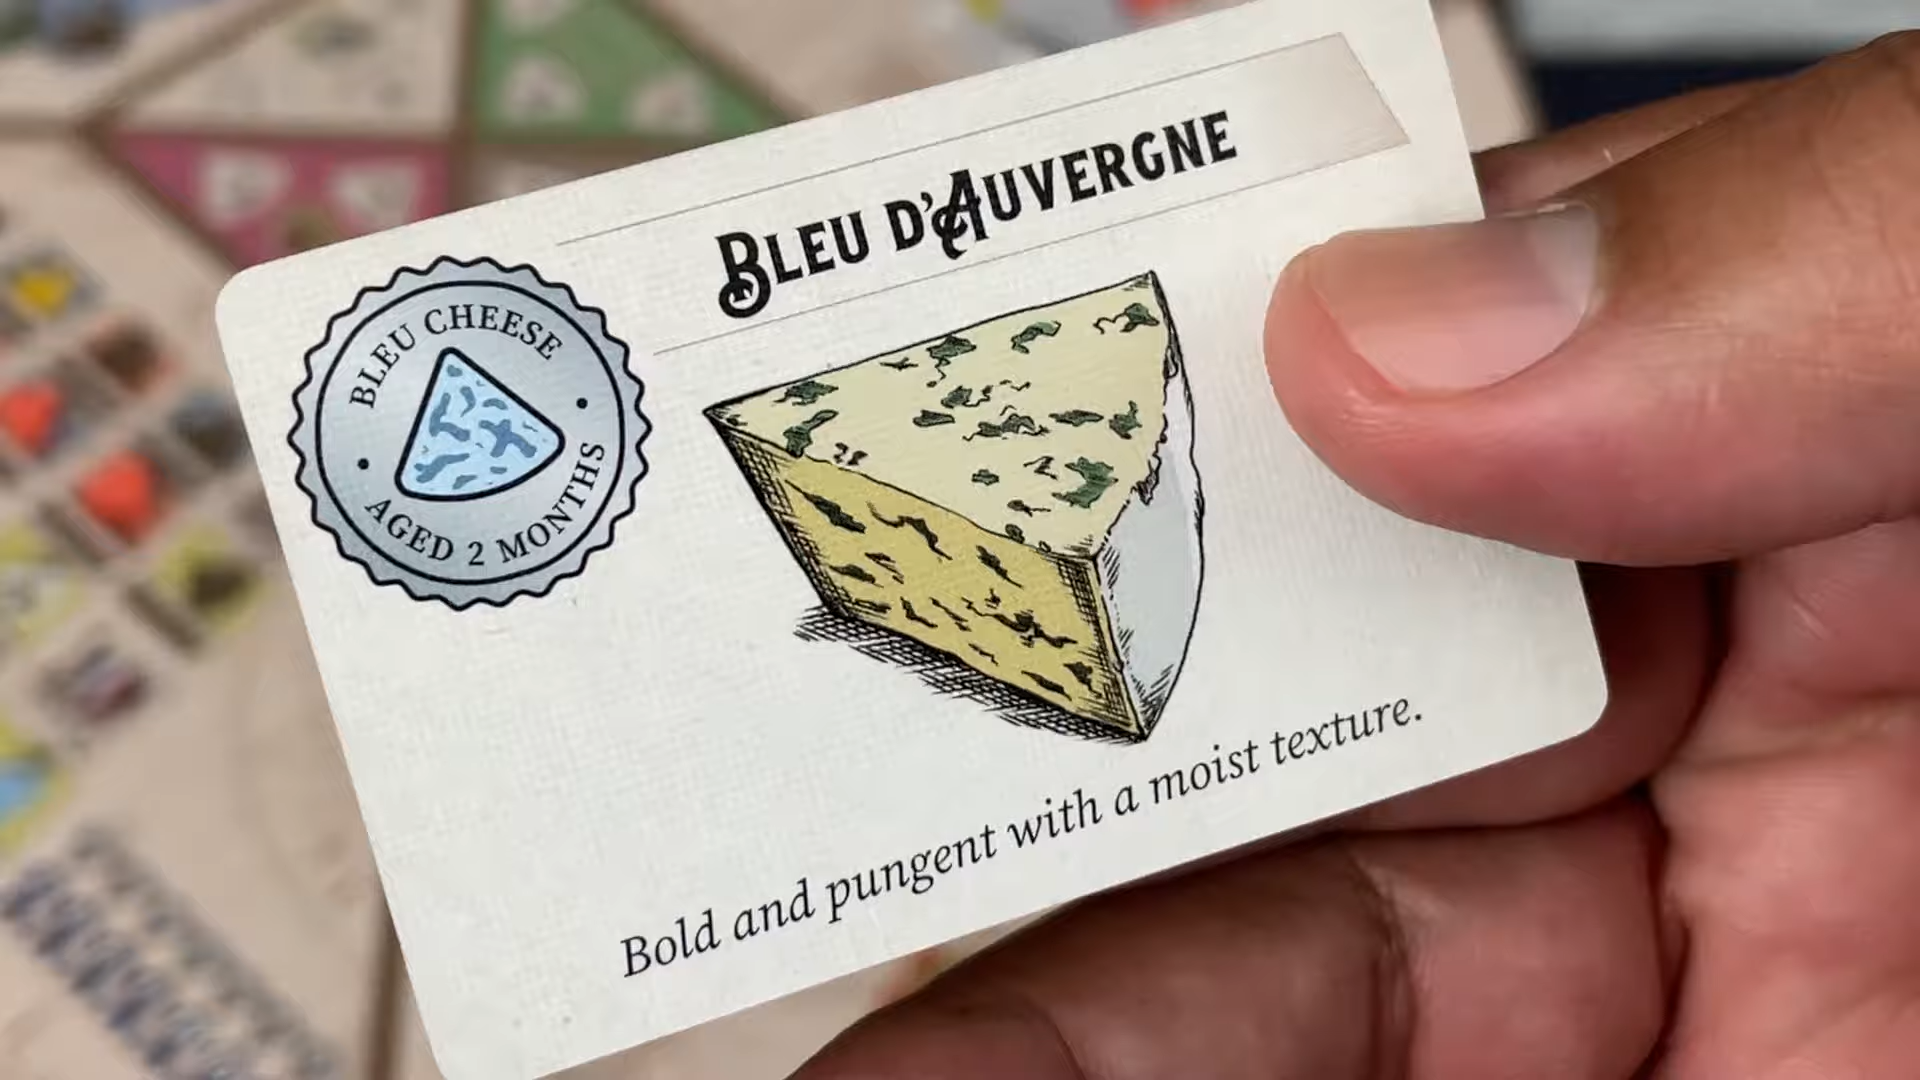 BLEU D'AUVERGNE
BLEU CHEESE
AGED 2 MONTHS
Bold and pungent with a moist texture.